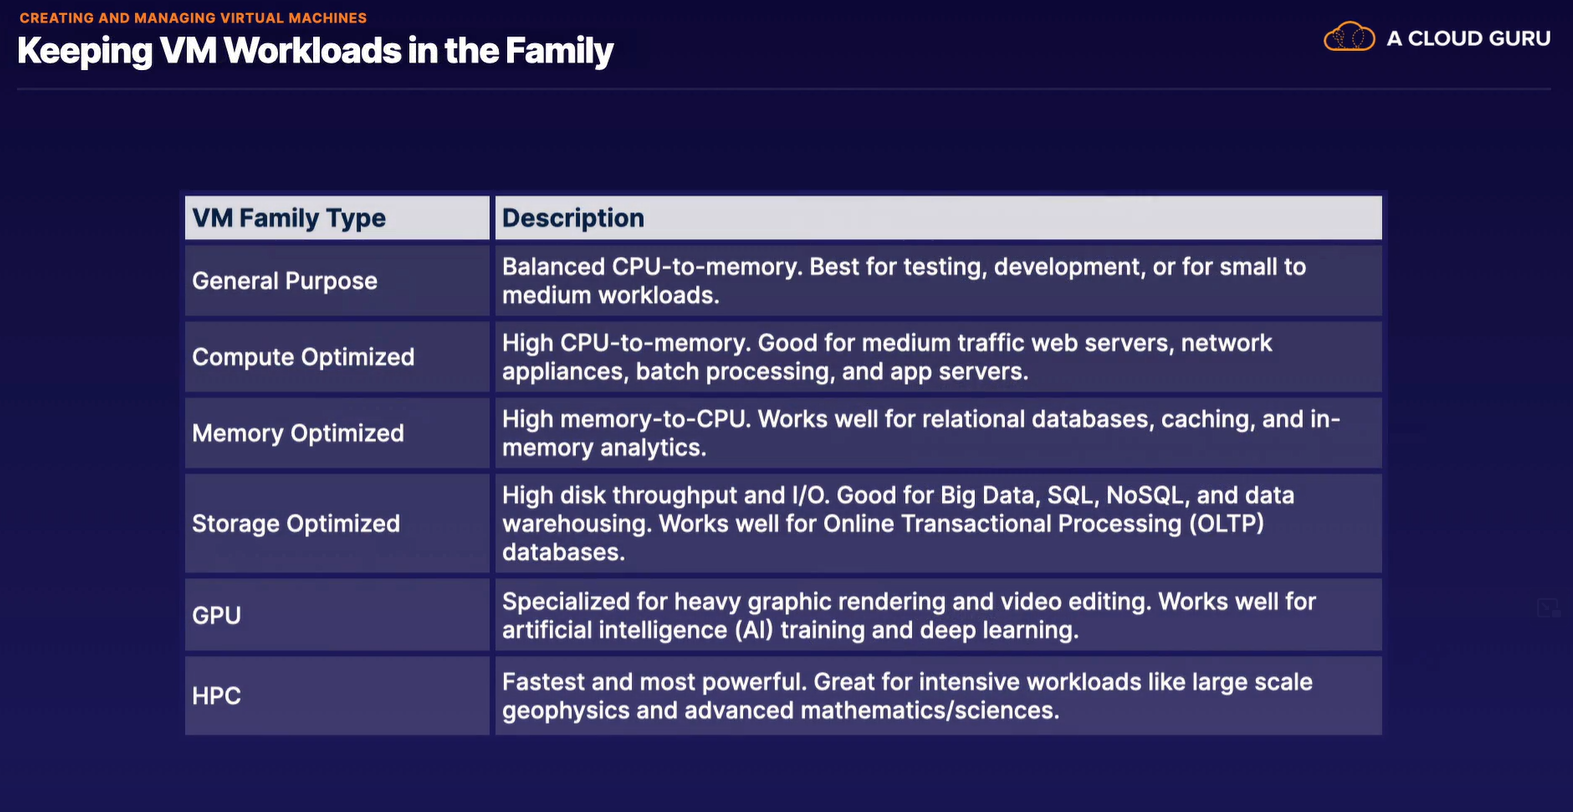 CREATING AND MANAGING VIRTUAL MACHINES
Keeping VM Workloads in the Family
A CLOUD GURU
VM Family Type
Description
General Purpose
Balanced CPU-to-memory. Best for testing, development, or for small to
medium workloads.
Compute Optimized
High CPU-to-memory. Good for medium traffic web servers, network
appliances, batch processing, and app servers.
Memory Optimized
High memory-to-CPU. Works well for relational databases, caching, and in-
memory analytics.
Storage Optimized
High disk throughput and I/O. Good for Big Data, SQL, NoSQL, and data
warehousing. Works well for Online Transactional Processing (OLTP)
databases.
GPU
Specialized for heavy graphic rendering and video editing. Works well for
artificial intelligence (AI) training and deep learning.
HPC
Fastest and most powerful. Great for intensive workloads like large scale
geophysics and advanced mathematics/sciences.